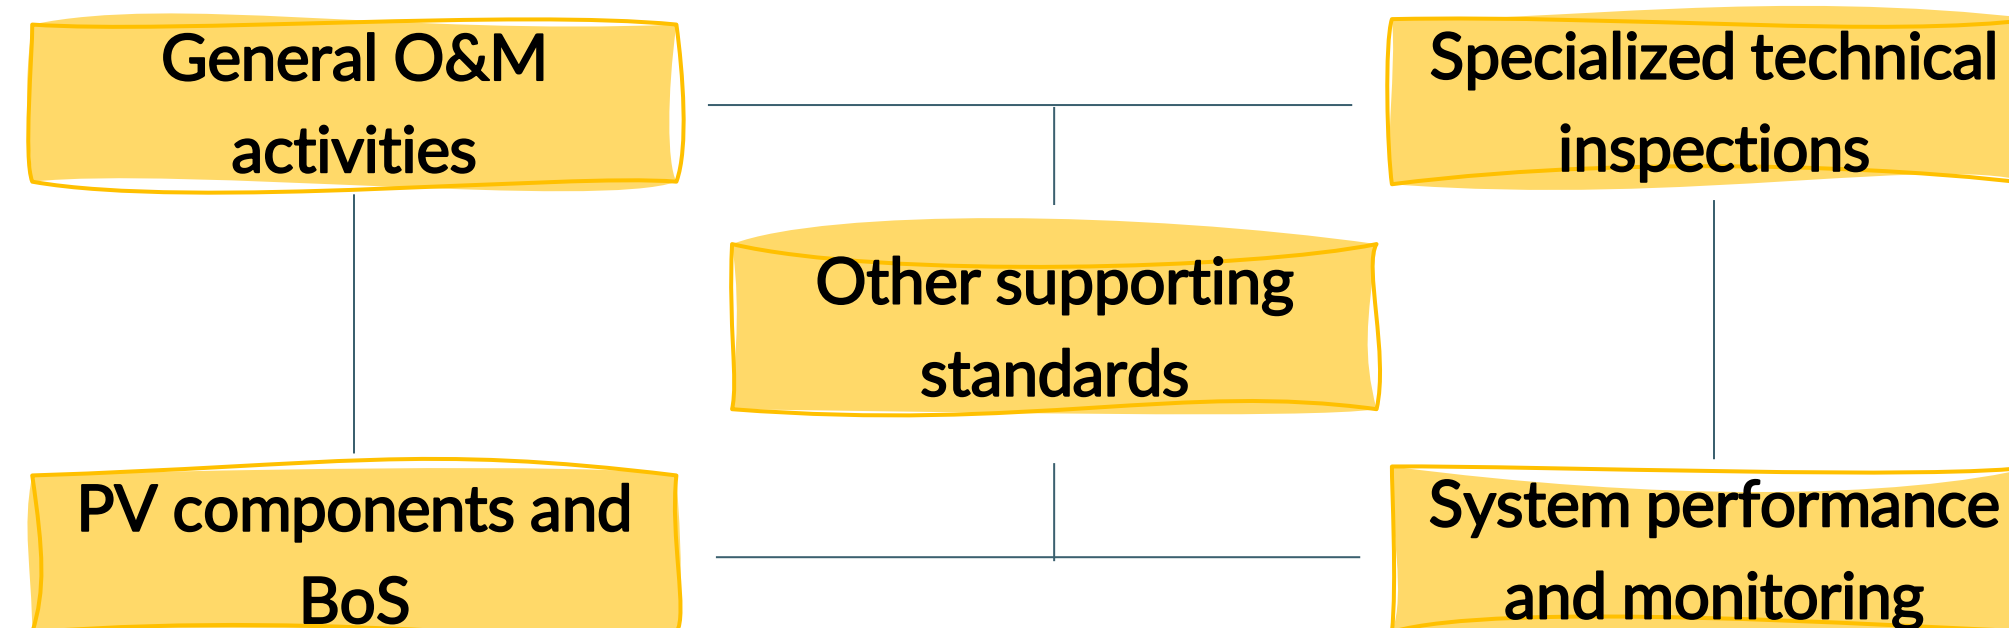 General O&M
activities
Specialized technical
inspections
Other supporting
standards
PV components and
BoS
System performance
and monitoring